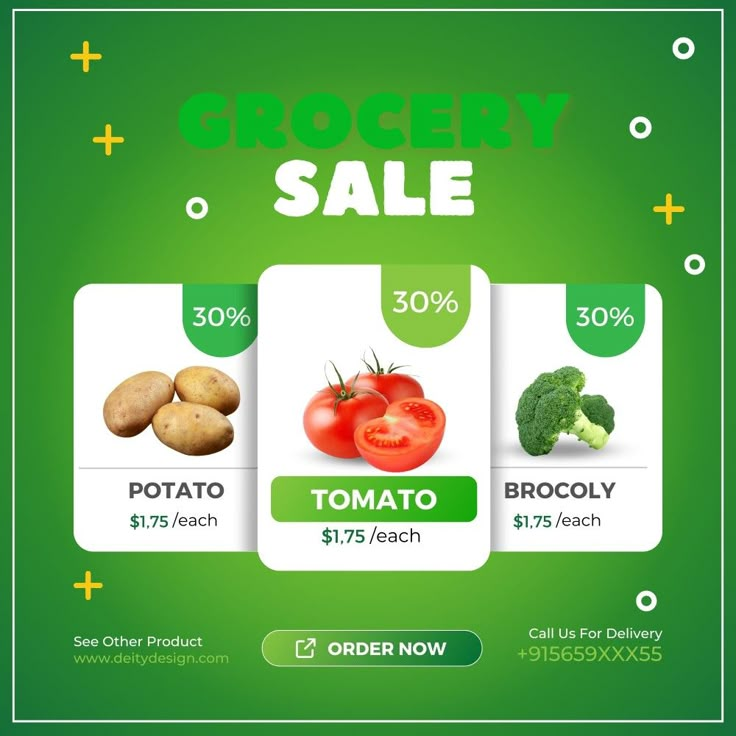 GROCERY
SALE
30%
30%
30%
POTATO
$1,75 /each
TOMATO
$1,75 /each
BROCOLY
$1,75 /each
See Other Product
www.deitydesign.com
ORDER NOW
Call Us For Delivery
+915659XXX55